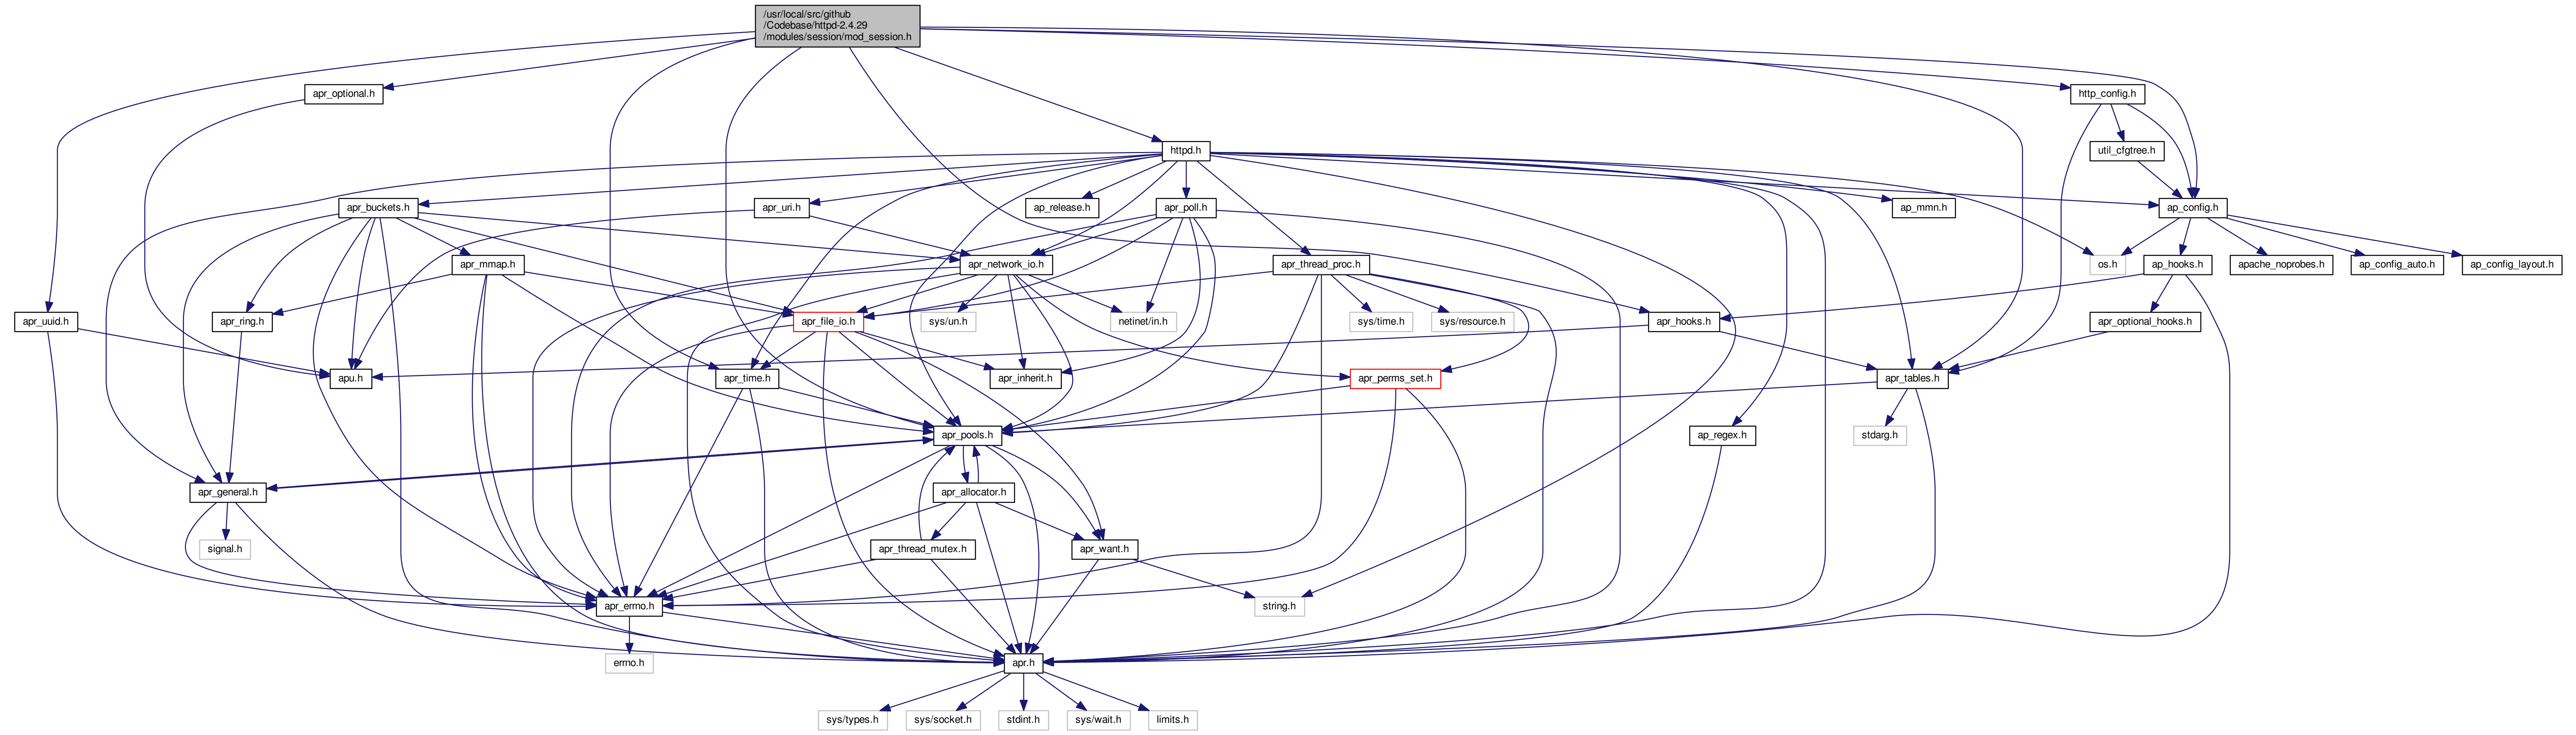 /usr/local/src/github
/Codebase/httpd-2.4.29
/modules/session/mod_session.h
apr_optional.h
http_config.h
httpd.h
util_cfgtree.h
apr_buckets.h
apr_uri.h
ap_release.h
apr_poll.h
ap_mmn.h
ap_config.h
apr_mmap.h
apr_network_io.h
apr_thread_proc.h
os.h
ap_hooks.h
apache_noprobes.h
ap_config_auto.h
ap_config_layout.h
apr_uuid.h
apr_ring.h
apr_file_io.h
sys/un.h
netinet/in.h
sys/time.h
sys/resource.h
apr_hooks.h
apr_optional_hooks.h
apu.h
apr_time.h
apr_inherit.h
apr_perms_set.h
apr_tables.h
apr_pools.h
ap_regex.h
stdarg.h
apr_general.h
apr_allocator.h
signal.h
apr_thread_mutex.h
apr_want.h
apr_errno.h
string.h
errno.h
apr.h
sys/types.h
sys/socket.h
stdint.h
sys/wait.h
limits.h